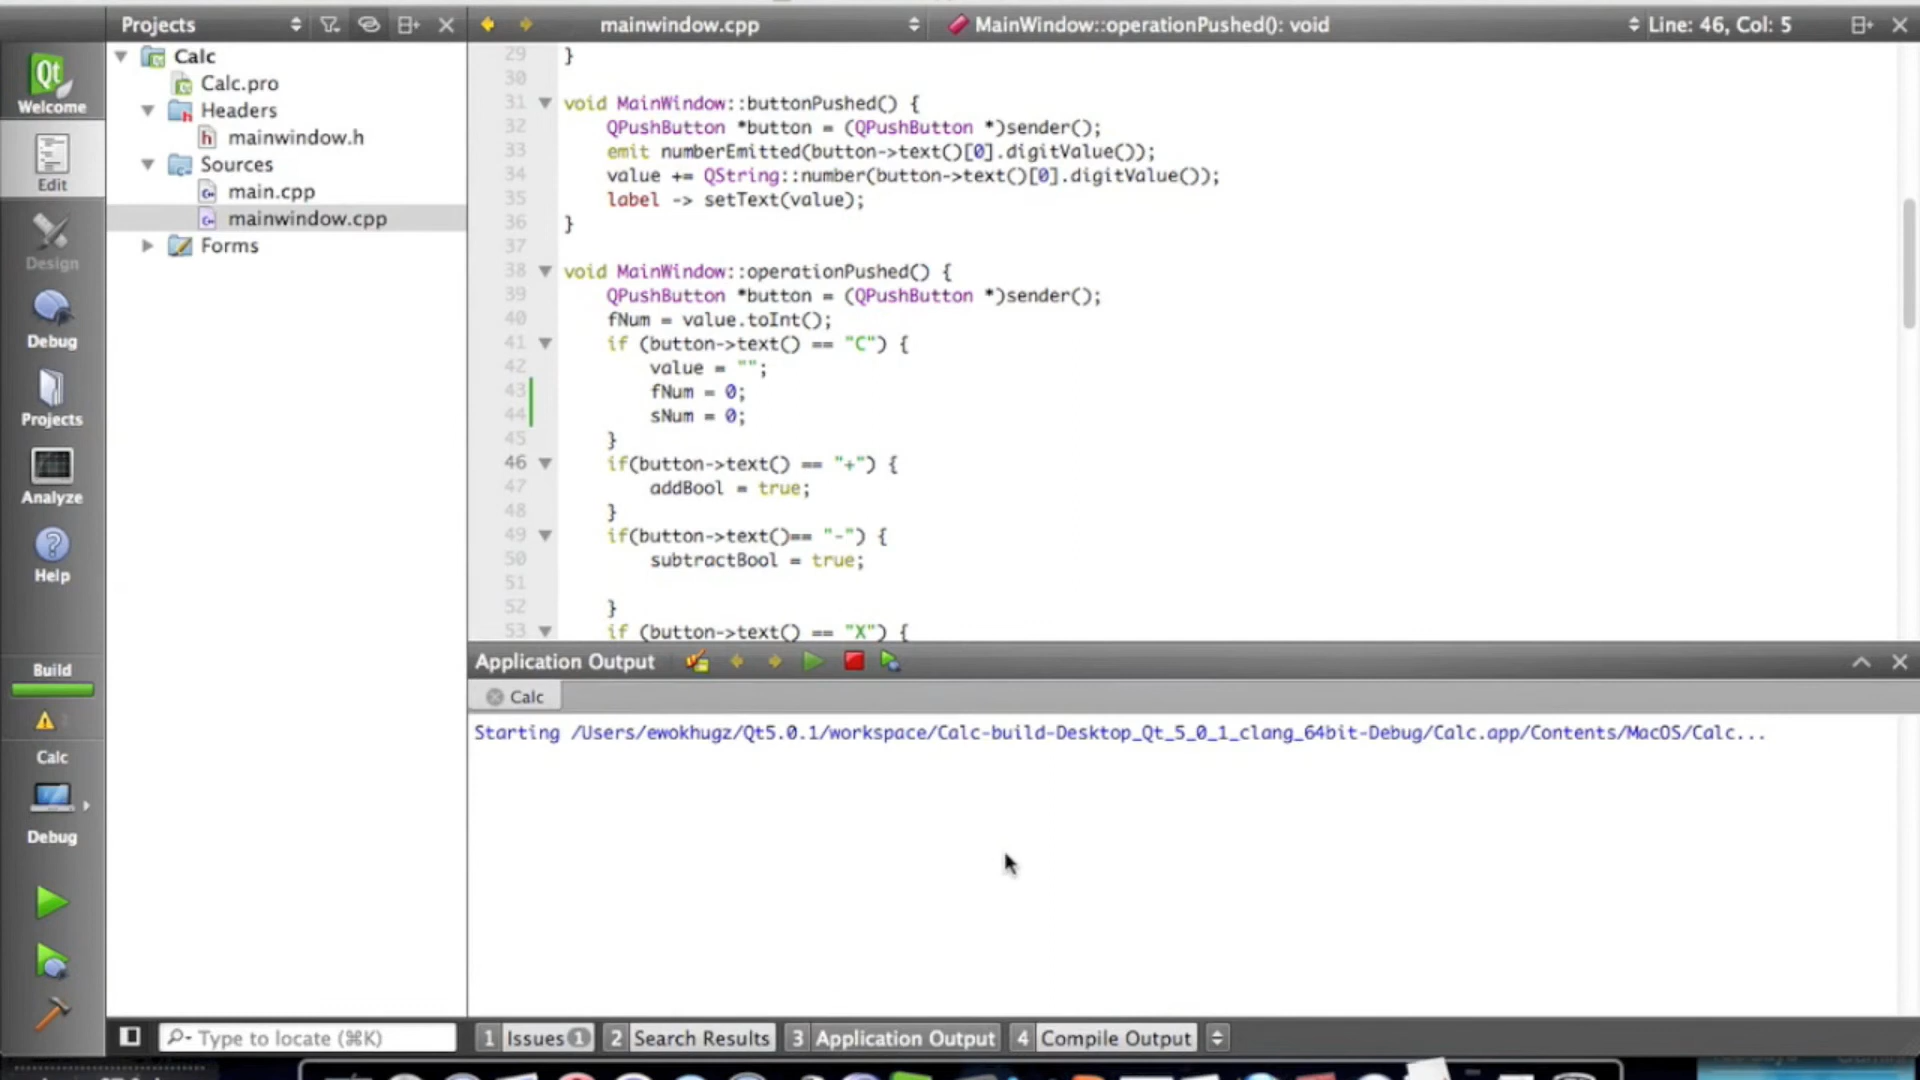 Projects
mainwindow.cpp
MainWindow::operationPushed(): void
Line: 46, Col: 5
Qt
Welcome
Edit
Design
Debug
Projects
Analyze
Help
Build
Calc
Debug
Calc
Calc.pro
Headers
mainwindow.h
Sources
main.cpp
mainwindow.cpp
Forms
29 }
30
31 void MainWindow::buttonPushed() {
32 QPushButton *button = (QPushButton *)sender();
33 emit numberEmitted(button->text()[0].digitValue());
34 value += QString::number(button->text()[0].digitValue());
35 label -> setText(value);
36 }
37
38 void MainWindow::operationPushed() {
39 QPushButton *button = (QPushButton *)sender();
40 fNum = value.toInt();
41 if (button->text() == "C") {
42 value = "";
43 fNum = 0;
44 sNum = 0;
45 }
46 if(button->text() == "+") {
47 addBool = true;
48 }
49 if(button->text()== "-") {
50 subtractBool = true;
51
52 }
53 if (button->text() == "X") {
Application Output
Calc
Starting /Users/ewokhugz/Qt5.0.1/workspace/Calc-build-Desktop_Qt_5_0_1_clang_64bit-Debug/Calc.app/Contents/MacOS/Calc...
Type to locate (⌘K)
1 Issues 1 2 Search Results 3 Application Output 4 Compile Output